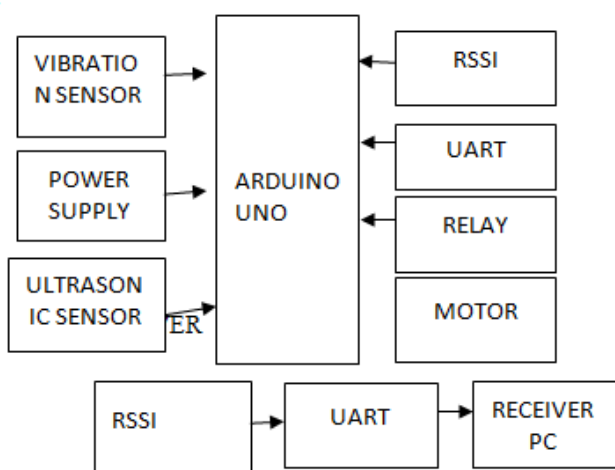 VIBRATIO
N SENSOR
POWER
SUPPLY
ULTRASON
IC SENSOR
ER
ARDUINO
UNO
RSSI
UART
RELAY
MOTOR
RSSI
UART
RECEIVER
PC